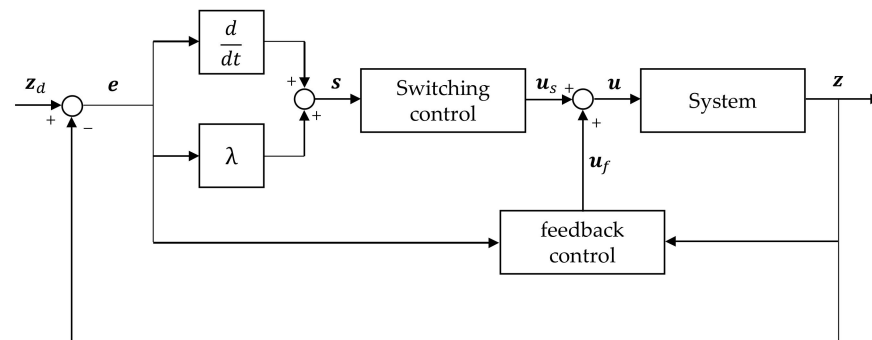 d
dt
z_d
e
+
−
λ
+
+
s
Switching
control
u_s
+
+
u
System
z
u_f
feedback
control